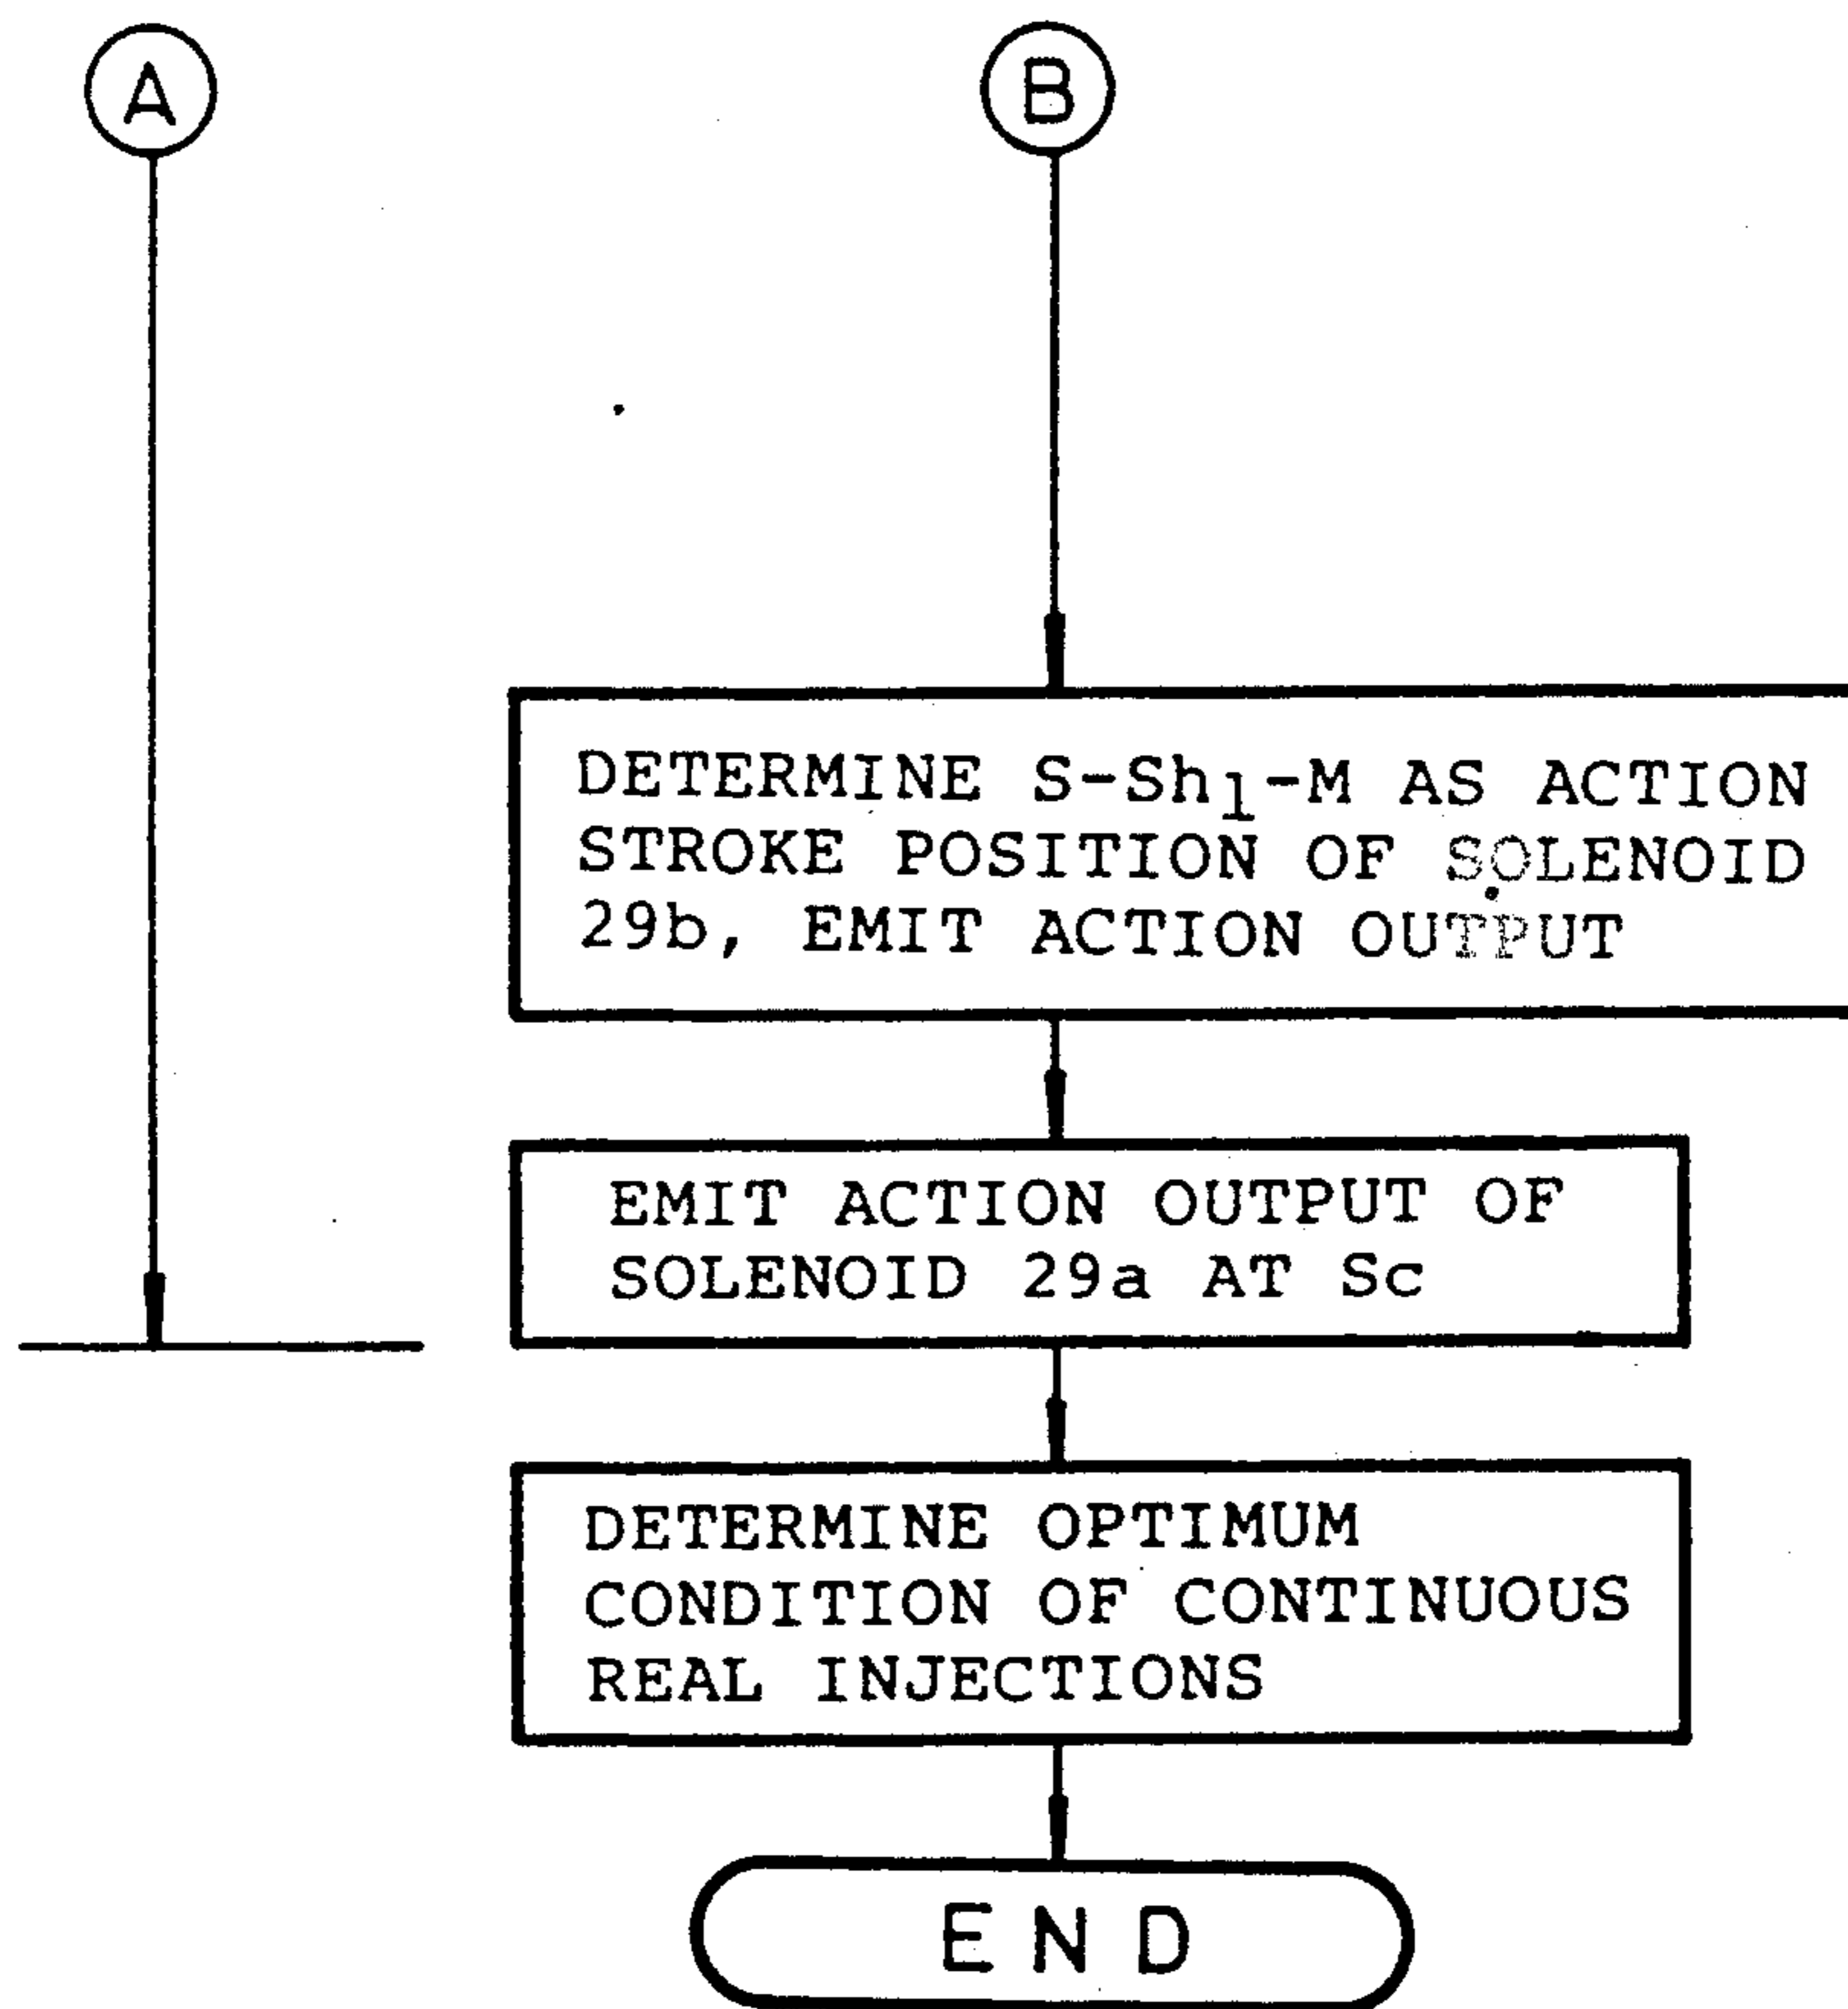 A
B
DETERMINE S-Sh₁-M AS ACTION
STROKE POSITION OF SOLENOID
29b, EMIT ACTION OUTPUT
EMIT ACTION OUTPUT OF
SOLENOID 29a AT Sc
DETERMINE OPTIMUM
CONDITION OF CONTINUOUS
REAL INJECTIONS
END